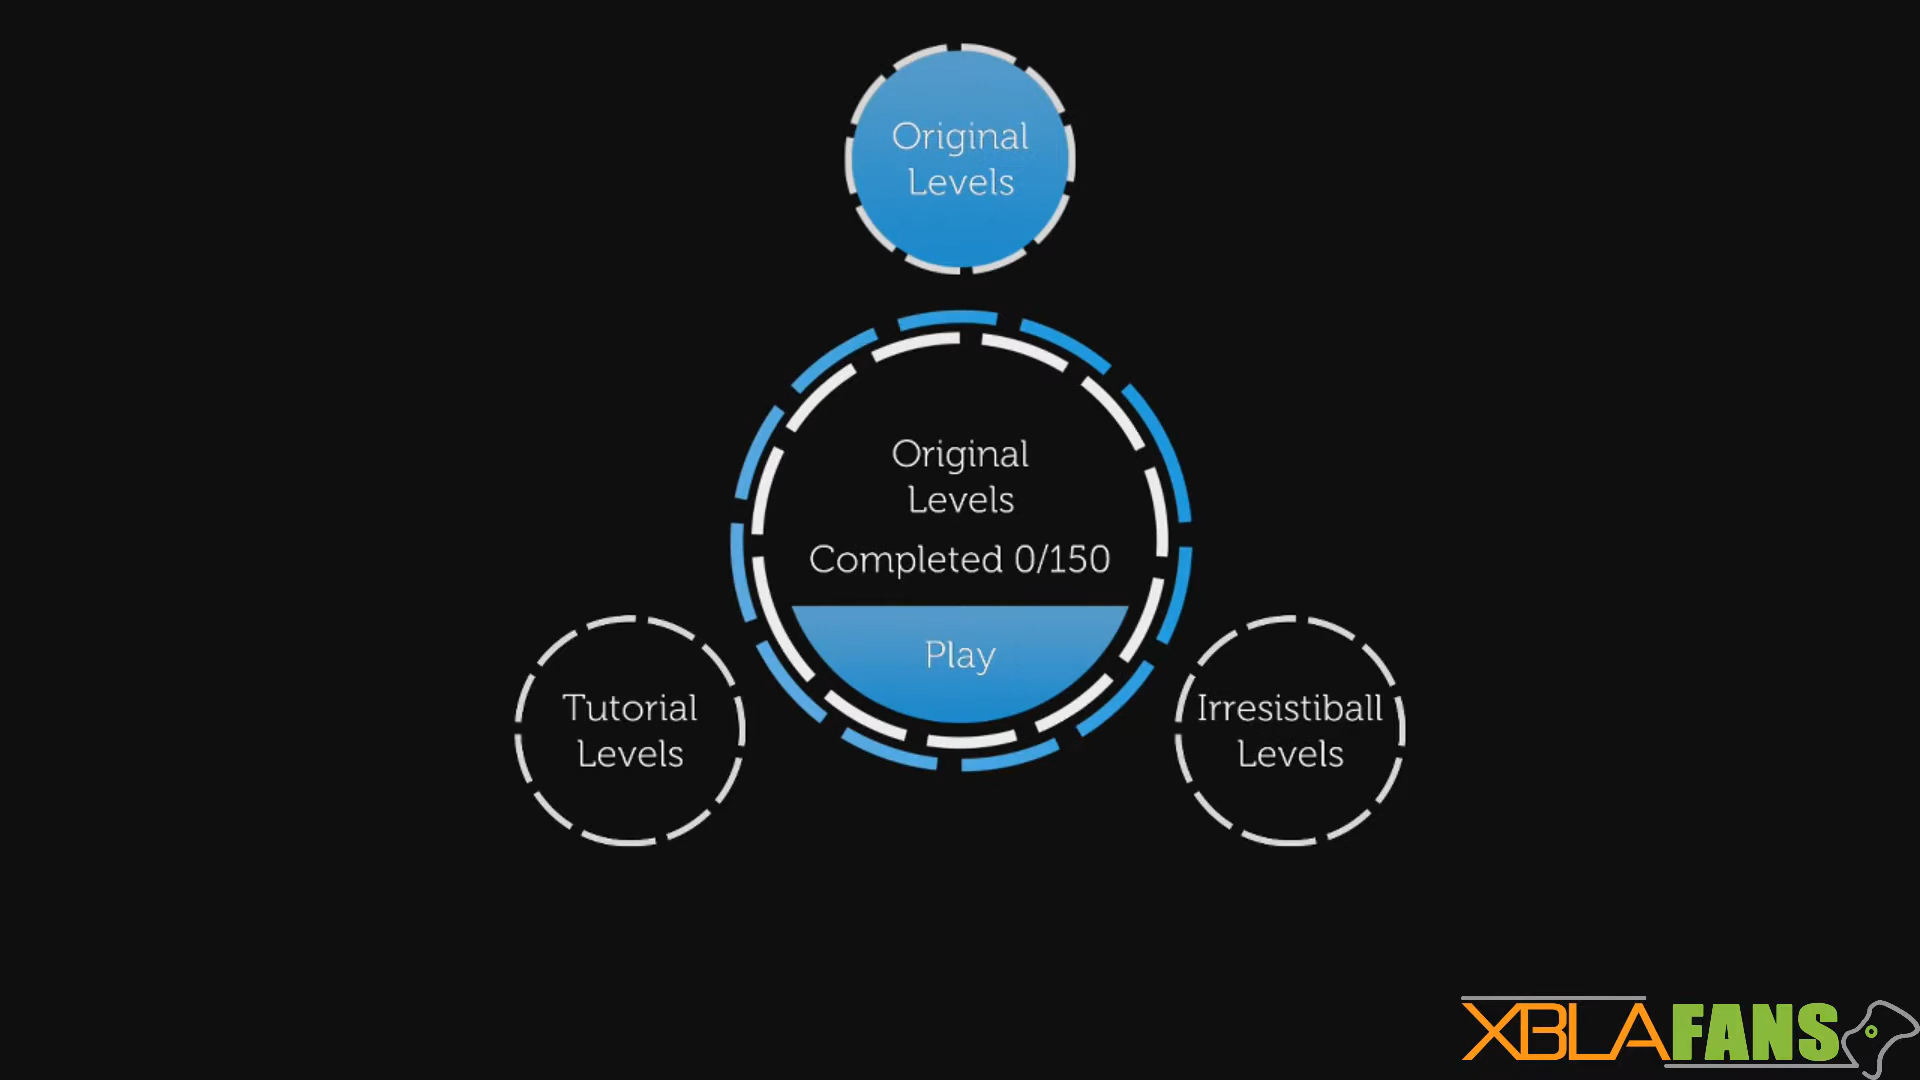 Original
Levels
Original
Levels
Completed 0/150
Play
Tutorial
Levels
Irresistiball
Levels
XBLAFANS